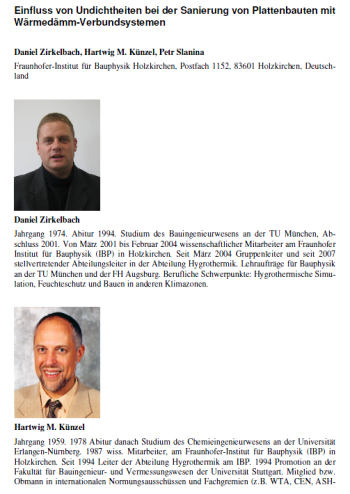 Einfluss von Undichtheiten bei der Sanierung von Plattenbauten mit
Wärmedämm-Verbundsystemen
Daniel Zirkelbach, Hartwig M. Künzel, Petr Slanina
Fraunhofer-Institut für Bauphysik Holzkirchen, Postfach 1152, 83601 Holzkirchen, Deutsch-
land
Daniel Zirkelbach
Jahrgang 1974. Abitur 1994. Studium des Bauingenieurwesens an der TU München, Ab-
schluss 2001. Von März 2001 bis Februar 2004 wissenschaftlicher Mitarbeiter am Fraunhofer
Institut für Bauphysik (IBP) in Holzkirchen. Seit März 2004 Gruppenleiter und seit 2007
stellvertretender Abteilungsleiter in der Abteilung Hygrothermik. Lehraufträge für Bauphysik
an der TU München und der FH Augsburg. Berufliche Schwerpunkte: Hygrothermische Simu-
lation, Feuchteschutz und Bauen in anderen Klimazonen.
Hartwig M. Künzel
Jahrgang 1959. 1978 Abitur danach Studium des Chemieingenieurwesens an der Universität
Erlangen-Nürnberg. 1987 wiss. Mitarbeiter, am Fraunhofer-Institut für Bauphysik (IBP) in
Holzkirchen. Seit 1994 Leiter der Abteilung Hygrothermik am IBP. 1994 Promotion an der
Fakultät für Bauingenieur- und Vermessungswesen der Universität Stuttgart. Mitglied bzw.
Obmann in internationalen Normungsausschüssen und Fachgremien (z.B. WTA, CEN, ASH-